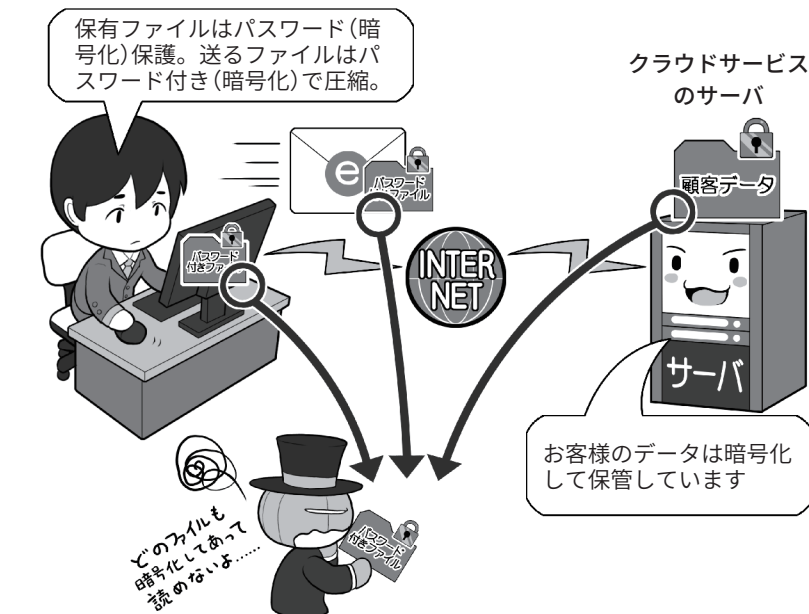 保有ファイルはパスワード(暗
号化)保護。送るファイルはパ
スワード付き(暗号化)で圧縮。
クラウドサービス
のサーバ
e
パスワード
ファイル
顧客データ
パスワード
付きファ
INTER
NET
サーバ
お客様のデータは暗号化
して保管しています
どのファイルも
暗号化してあって
読めないよ……
パスワード
付きファイル